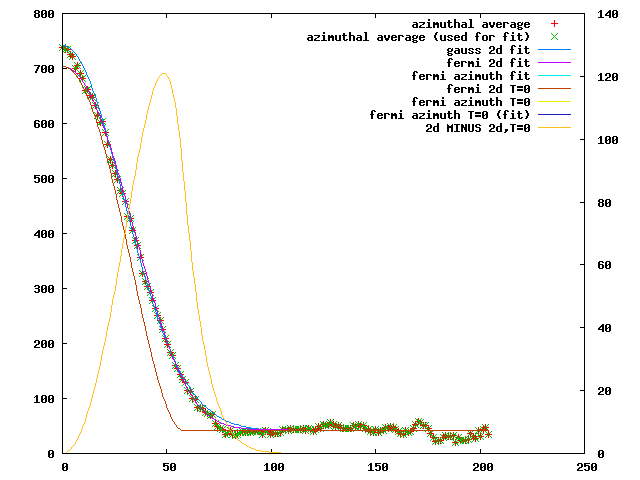 800
700
600
500
400
300
200
100
0
azimuthal average
azimuthal average (used for fit)
gauss 2d fit
fermi 2d fit
fermi azimuth fit
fermi 2d T=0
fermi azimuth T=0
fermi azimuth T=0 (fit)
2d MINUS 2d,T=0
140
120
100
80
60
40
20
0
0 50 100 150 200 250